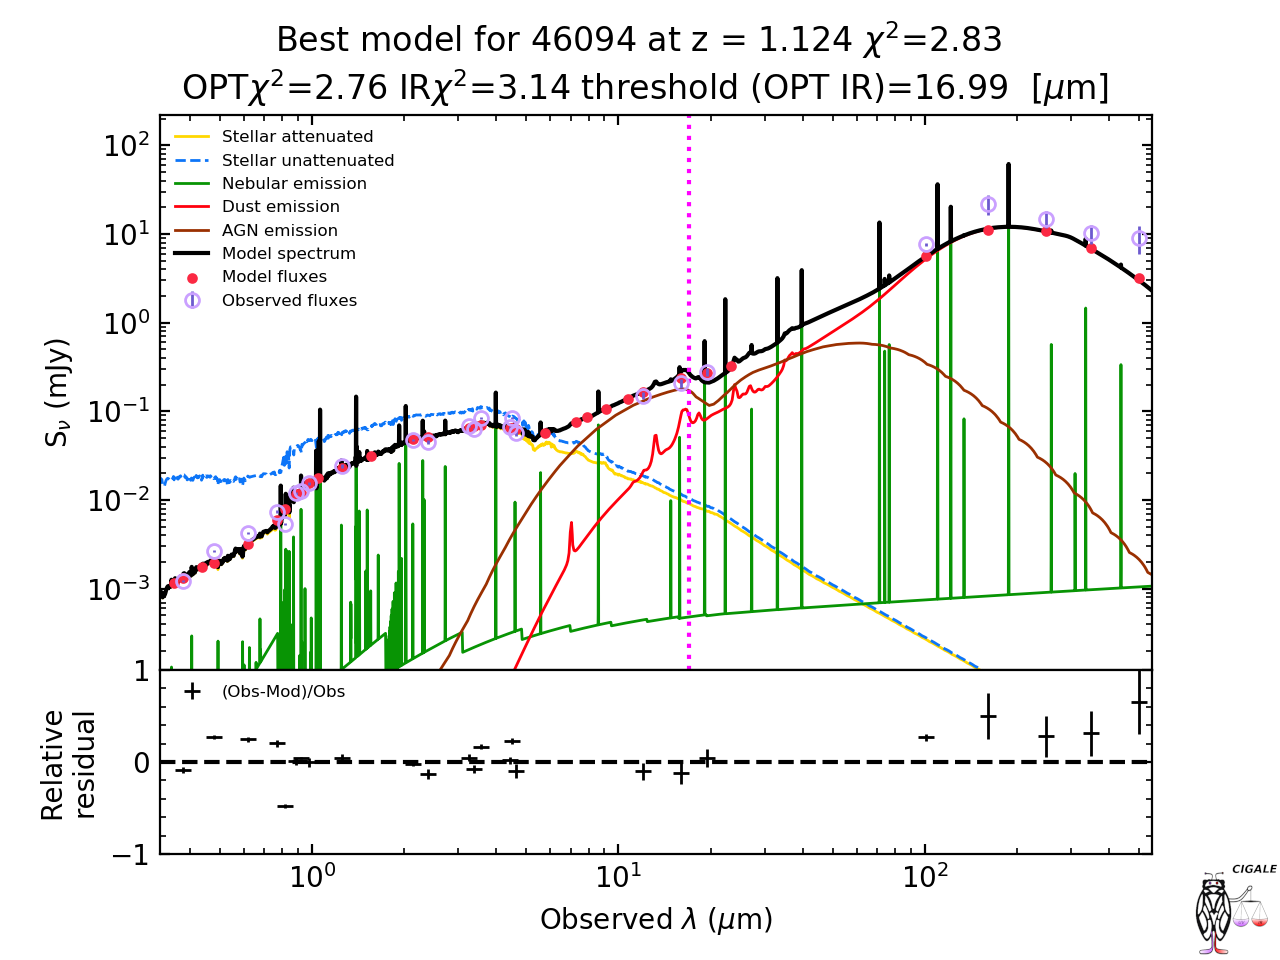 Best model for 46094 at z = 1.124 χ²=2.83
OPTχ²=2.76 IRχ²=3.14 threshold (OPT IR)=16.99 [μm]
Stellar attenuated
Stellar unattenuated
Nebular emission
Dust emission
AGN emission
Model spectrum
Model fluxes
Observed fluxes
10²
10¹
10⁰
10⁻¹
10⁻²
10⁻³
S_ν (mJy)
(Obs-Mod)/Obs
1
0
−1
Relative
residual
10⁰ 10¹ 10²
Observed λ (μm)
CIGALE